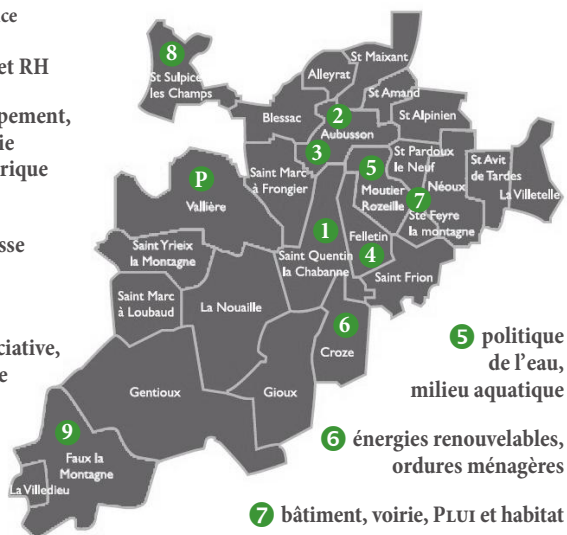 ce
et RH
pement,
ie
rique
sse
ciative,
e
8
St Sulpice
les Champs
St Maixant
Alleyrat
St Amand
Blessac
2
Aubusson
St Alpinien
3
5
St Pardoux
le Neuf
St Avit
de Tardes
La Villetelle
P
Vallière
Saint Marc
à Frongier
Moutier
Rozeille
7
Néoux
Ste Feyre
la montagne
1
Saint Quentin
la Chabanne
Felletin
4
Saint Yrieix
la Montagne
Saint Frion
Saint Marc
à Loubaud
La Nouaille
6
Croze
Gentioux
Gioux
9
Faux la
Montagne
La Villedieu
5 politique
de l'eau,
milieu aquatique
6 énergies renouvelables,
ordures ménagères
7 bâtiment, voirie, PLUI et habitat